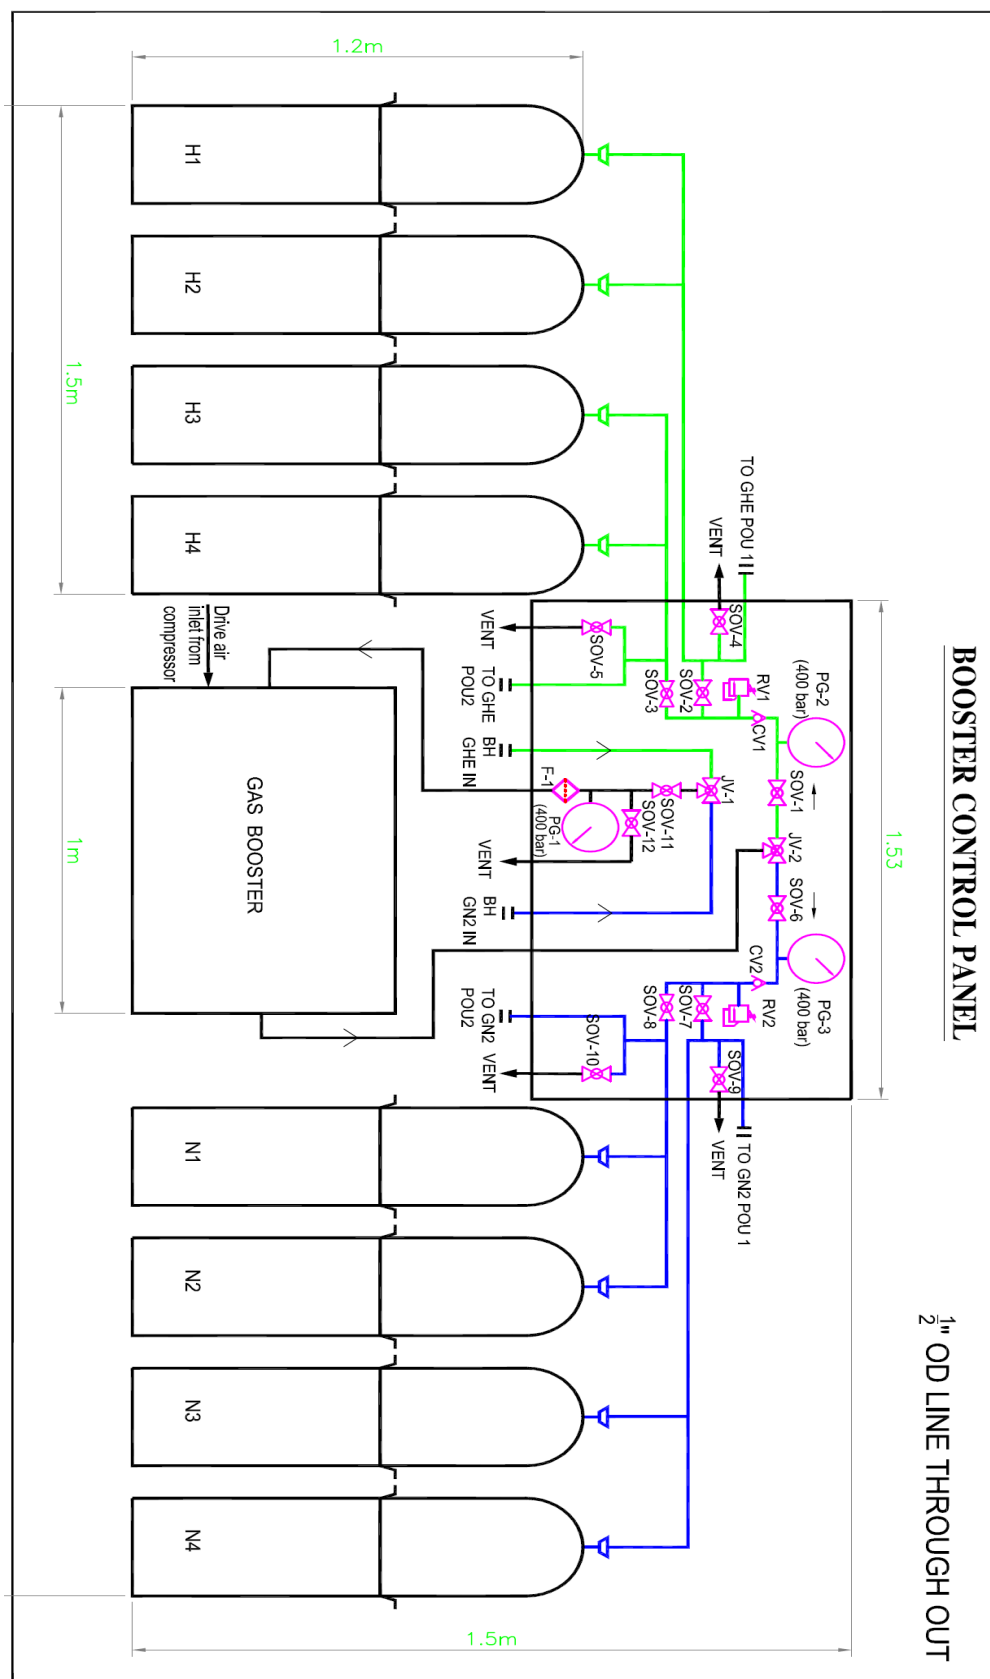 BOOSTER CONTROL PANEL
1/2" OD LINE THROUGH OUT
1.2m
1.5m
H1
H2
H3
H4
TO GHE POU 1
VENT
SOV-4
RV1
PG-2
(400 bar)
SOV-2
SOV-3
CV1
SOV-5
VENT
TO GHE
POU2
BH
GHE IN
SOV-1
JV-1
JV-2
1.53
F-1
PG-1
(400 bar)
SOV-11
SOV-12
VENT
BH
GN2 IN
SOV-6
PG-3
(400 bar)
CV2
RV2
SOV-7
SOV-8
SOV-9
SOV-10
TO GN2
POU2
VENT
VENT
TO GN2 POU 1
Drive air
inlet from
compressor
GAS BOOSTER
1m
N1
N2
N3
N4
1.5m